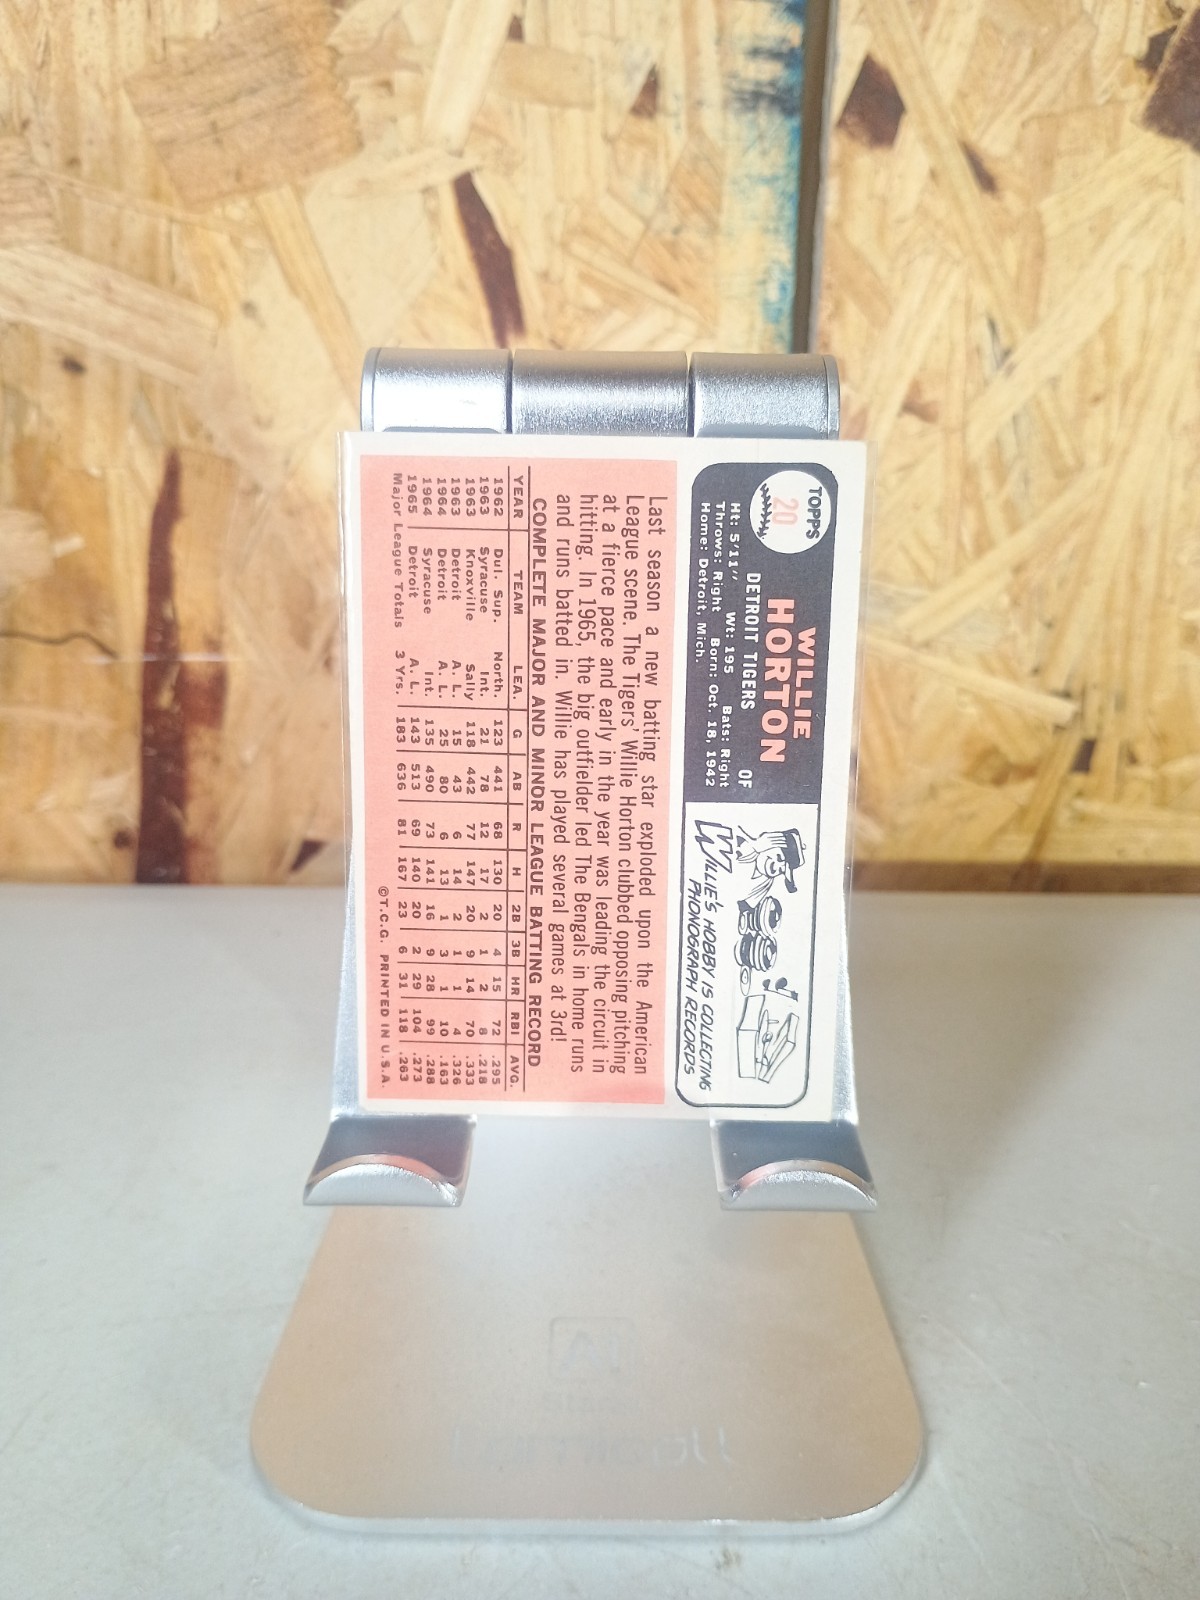 TOPPS
20
WILLIE
HORTON
OF
DETROIT TIGERS
Ht: 5'11" Wt: 195 Bats: Right
Throws: Right Born: Oct. 18, 1942
Home: Detroit, Mich.
WILLIE'S HOBBY IS COLLECTING
PHONOGRAPH RECORDS
Last season a new batting star exploded upon the American
League scene. The Tigers' Willie Horton clubbed opposing pitching
at a fierce pace and early in the year was leading the circuit in
hitting. In 1965, the big outfielder led The Bengals in home runs
and runs batted in. Willie has played several games at 3rd!
COMPLETE MAJOR AND MINOR LEAGUE BATTING RECORD
YEAR TEAM LEA. G AB R H 2B 3B HR RBI AVG.
1962 Dul. Sup. North. 123 441 68 130 20 4 15 72 .295
1963 Syracuse Int. 21 78 12 17 2 1 2 8 .218
1963 Knoxville Sally 118 442 77 147 20 9 14 70 .333
1963 Detroit A. L. 15 43 6 14 2 1 1 4 .326
1964 Detroit A. L. 25 80 6 13 1 3 1 10 .163
1964 Syracuse Int. 135 490 73 141 16 9 28 99 .288
1965 Detroit A. L. 143 513 69 140 20 2 29 104 .273
Major League Totals 3 Yrs. 183 636 81 167 23 6 31 118 .263
©T.C.G. PRINTED IN U.S.A.